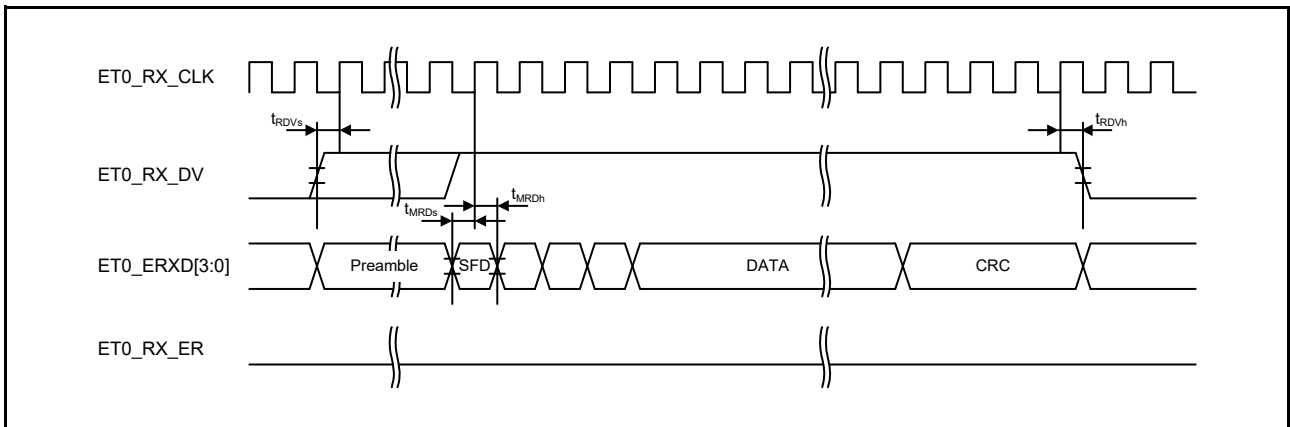 ET0_RX_CLK
tRDVs
tRDVh
ET0_RX_DV
tMRDs
tMRDh
ET0_ERXD[3:0]
Preamble
SFD
DATA
CRC
ET0_RX_ER